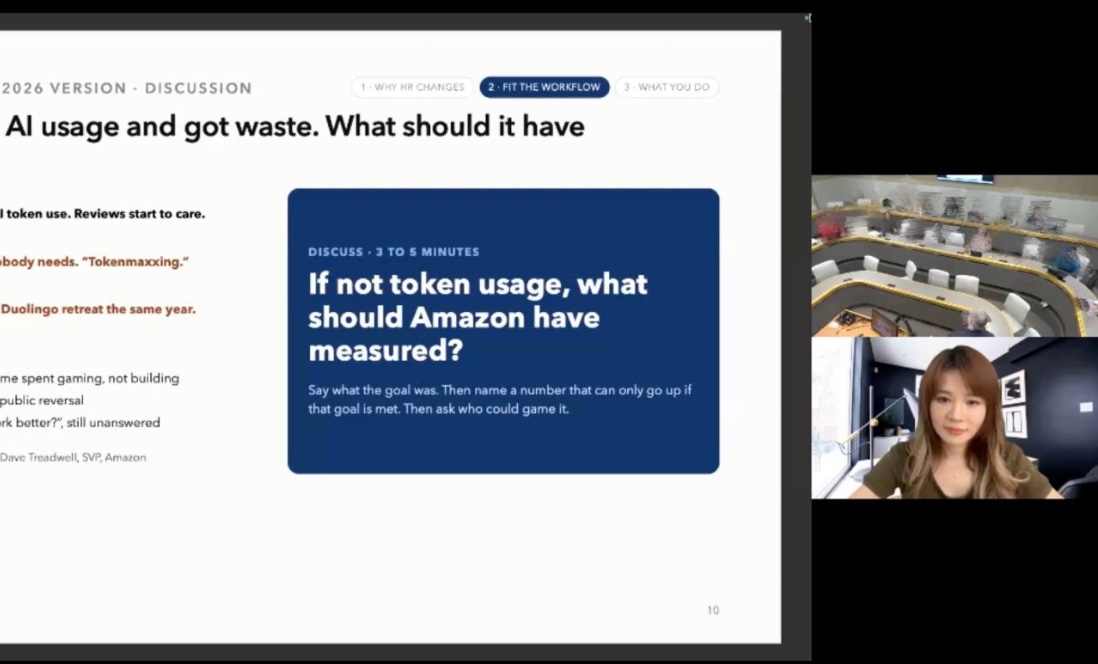 2026 VERSION · DISCUSSION
1 · WHY HR CHANGES
2 · FIT THE WORKFLOW
3 · WHAT YOU DO
AI usage and got waste. What should it have
l token use. Reviews start to care.
obody needs. “Tokenmaxxing.”
Duolingo retreat the same year.
me spent gaming, not building
public reversal
rk better?”, still unanswered
Dave Treadwell, SVP, Amazon
DISCUSS · 3 TO 5 MINUTES
If not token usage, what
should Amazon have
measured?
Say what the goal was. Then name a number that can only go up if
that goal is met. Then ask who could game it.
10